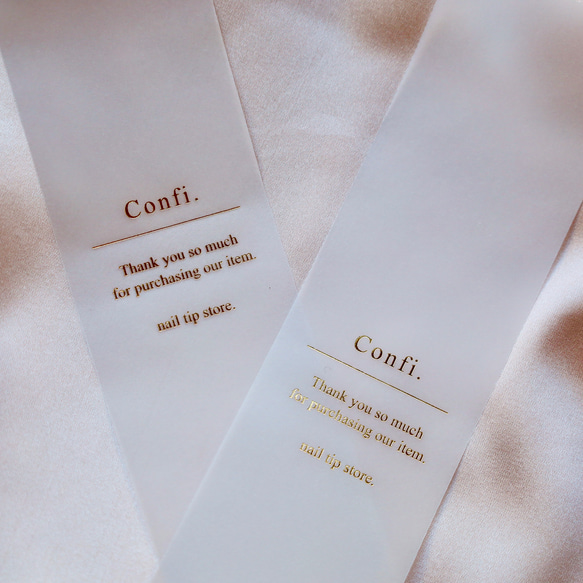 Confi.
Thank you so much
for purchasing our item.
nail tip store.
Confi.
Thank you so much
for purchasing our item.
nail tip store.